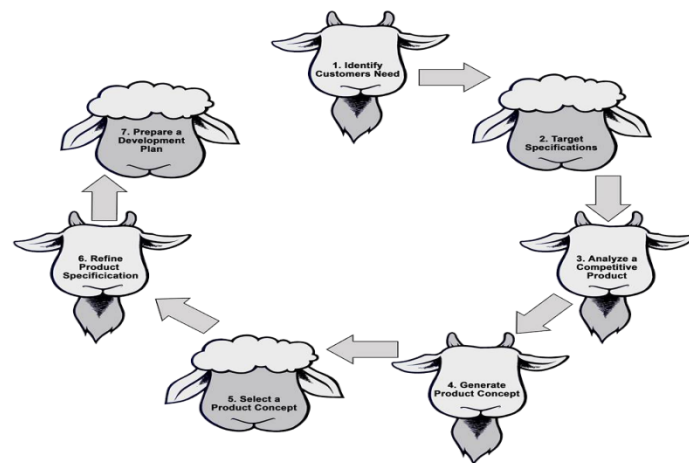 1. Identify
Customers Need
2. Target
Specifications
3. Analyze a
Competitive
Product
4. Generate
Product Concept
5. Select a
Product Concept
6. Refine
Product
Specificication
7. Prepare a
Development
Plan